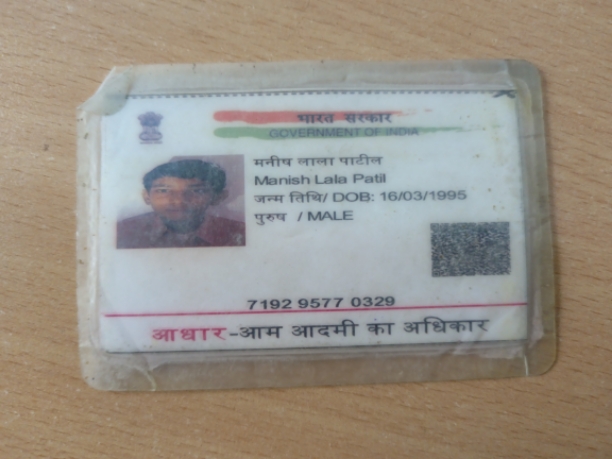 भारत सरकार
GOVERNMENT OF INDIA
मनीष लाला पाटील
Manish Lala Patil
जन्म तिथि/ DOB: 16/03/1995
पुरुष / MALE
7192 9577 0329
आधार-आम आदमी का अधिकार